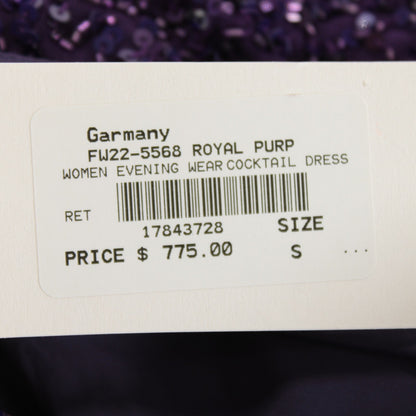 Garmany
FW22-5568 ROYAL PURP
WOMEN EVENING WEAR COCKTAIL DRESS
RET
17843728
SIZE
PRICE $ 775.00
S ...